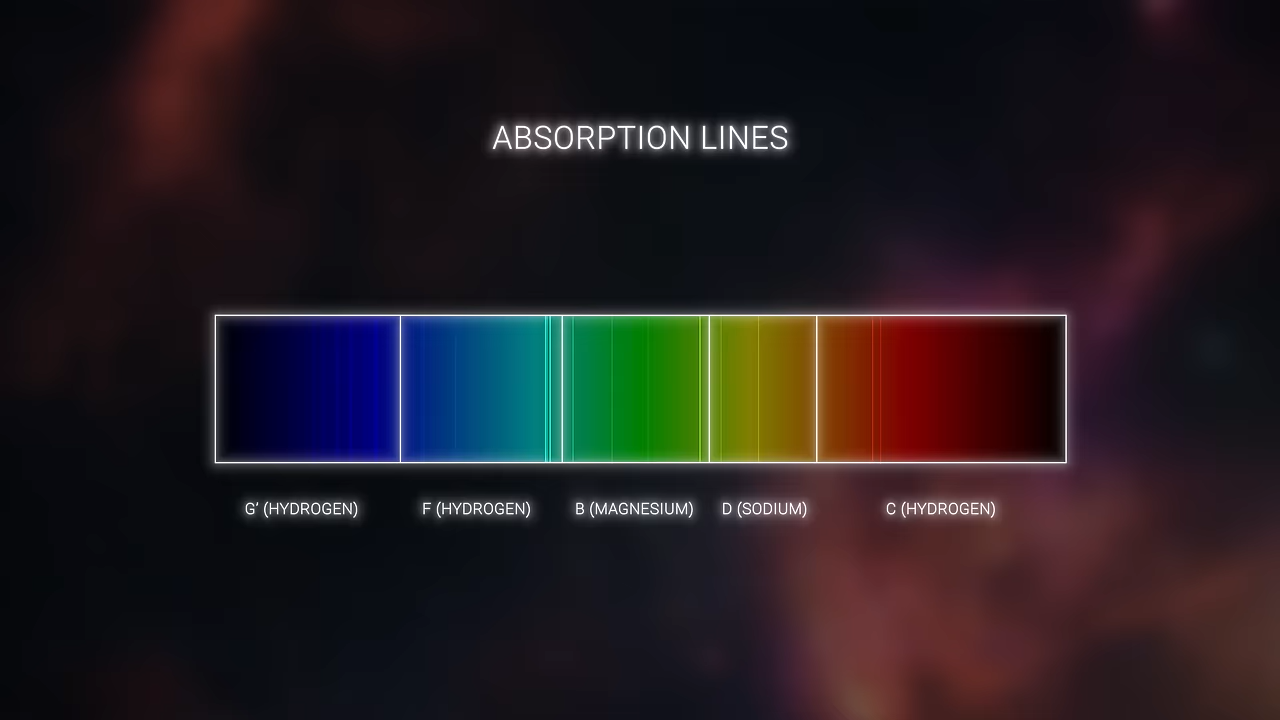 ABSORPTION LINES
G’ (HYDROGEN) F (HYDROGEN) B (MAGNESIUM) D (SODIUM) C (HYDROGEN)